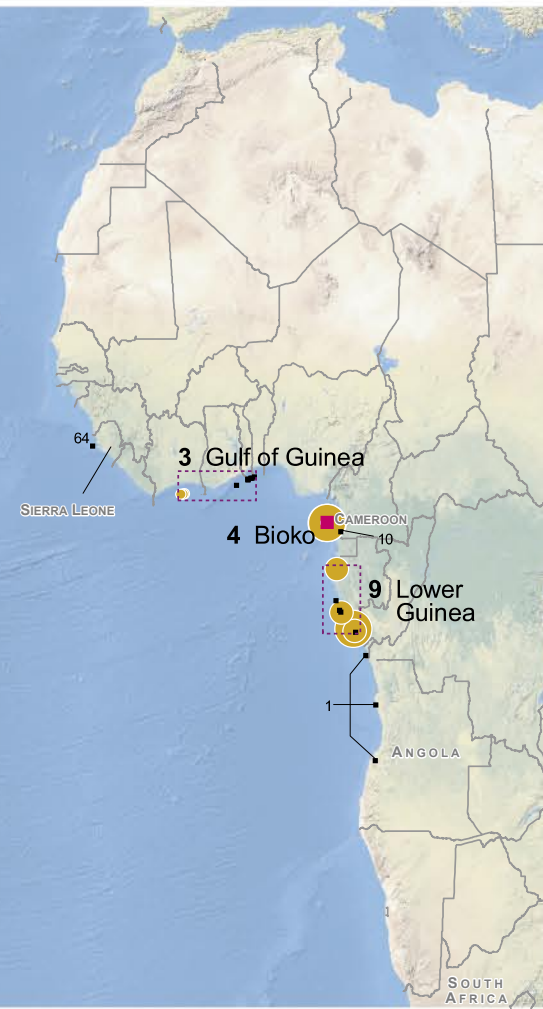 64
3 Gulf of Guinea
SIERRA LEONE
CAMEROON
4 Bioko
10
9 Lower
Guinea
1
ANGOLA
SOUTH
AFRICA